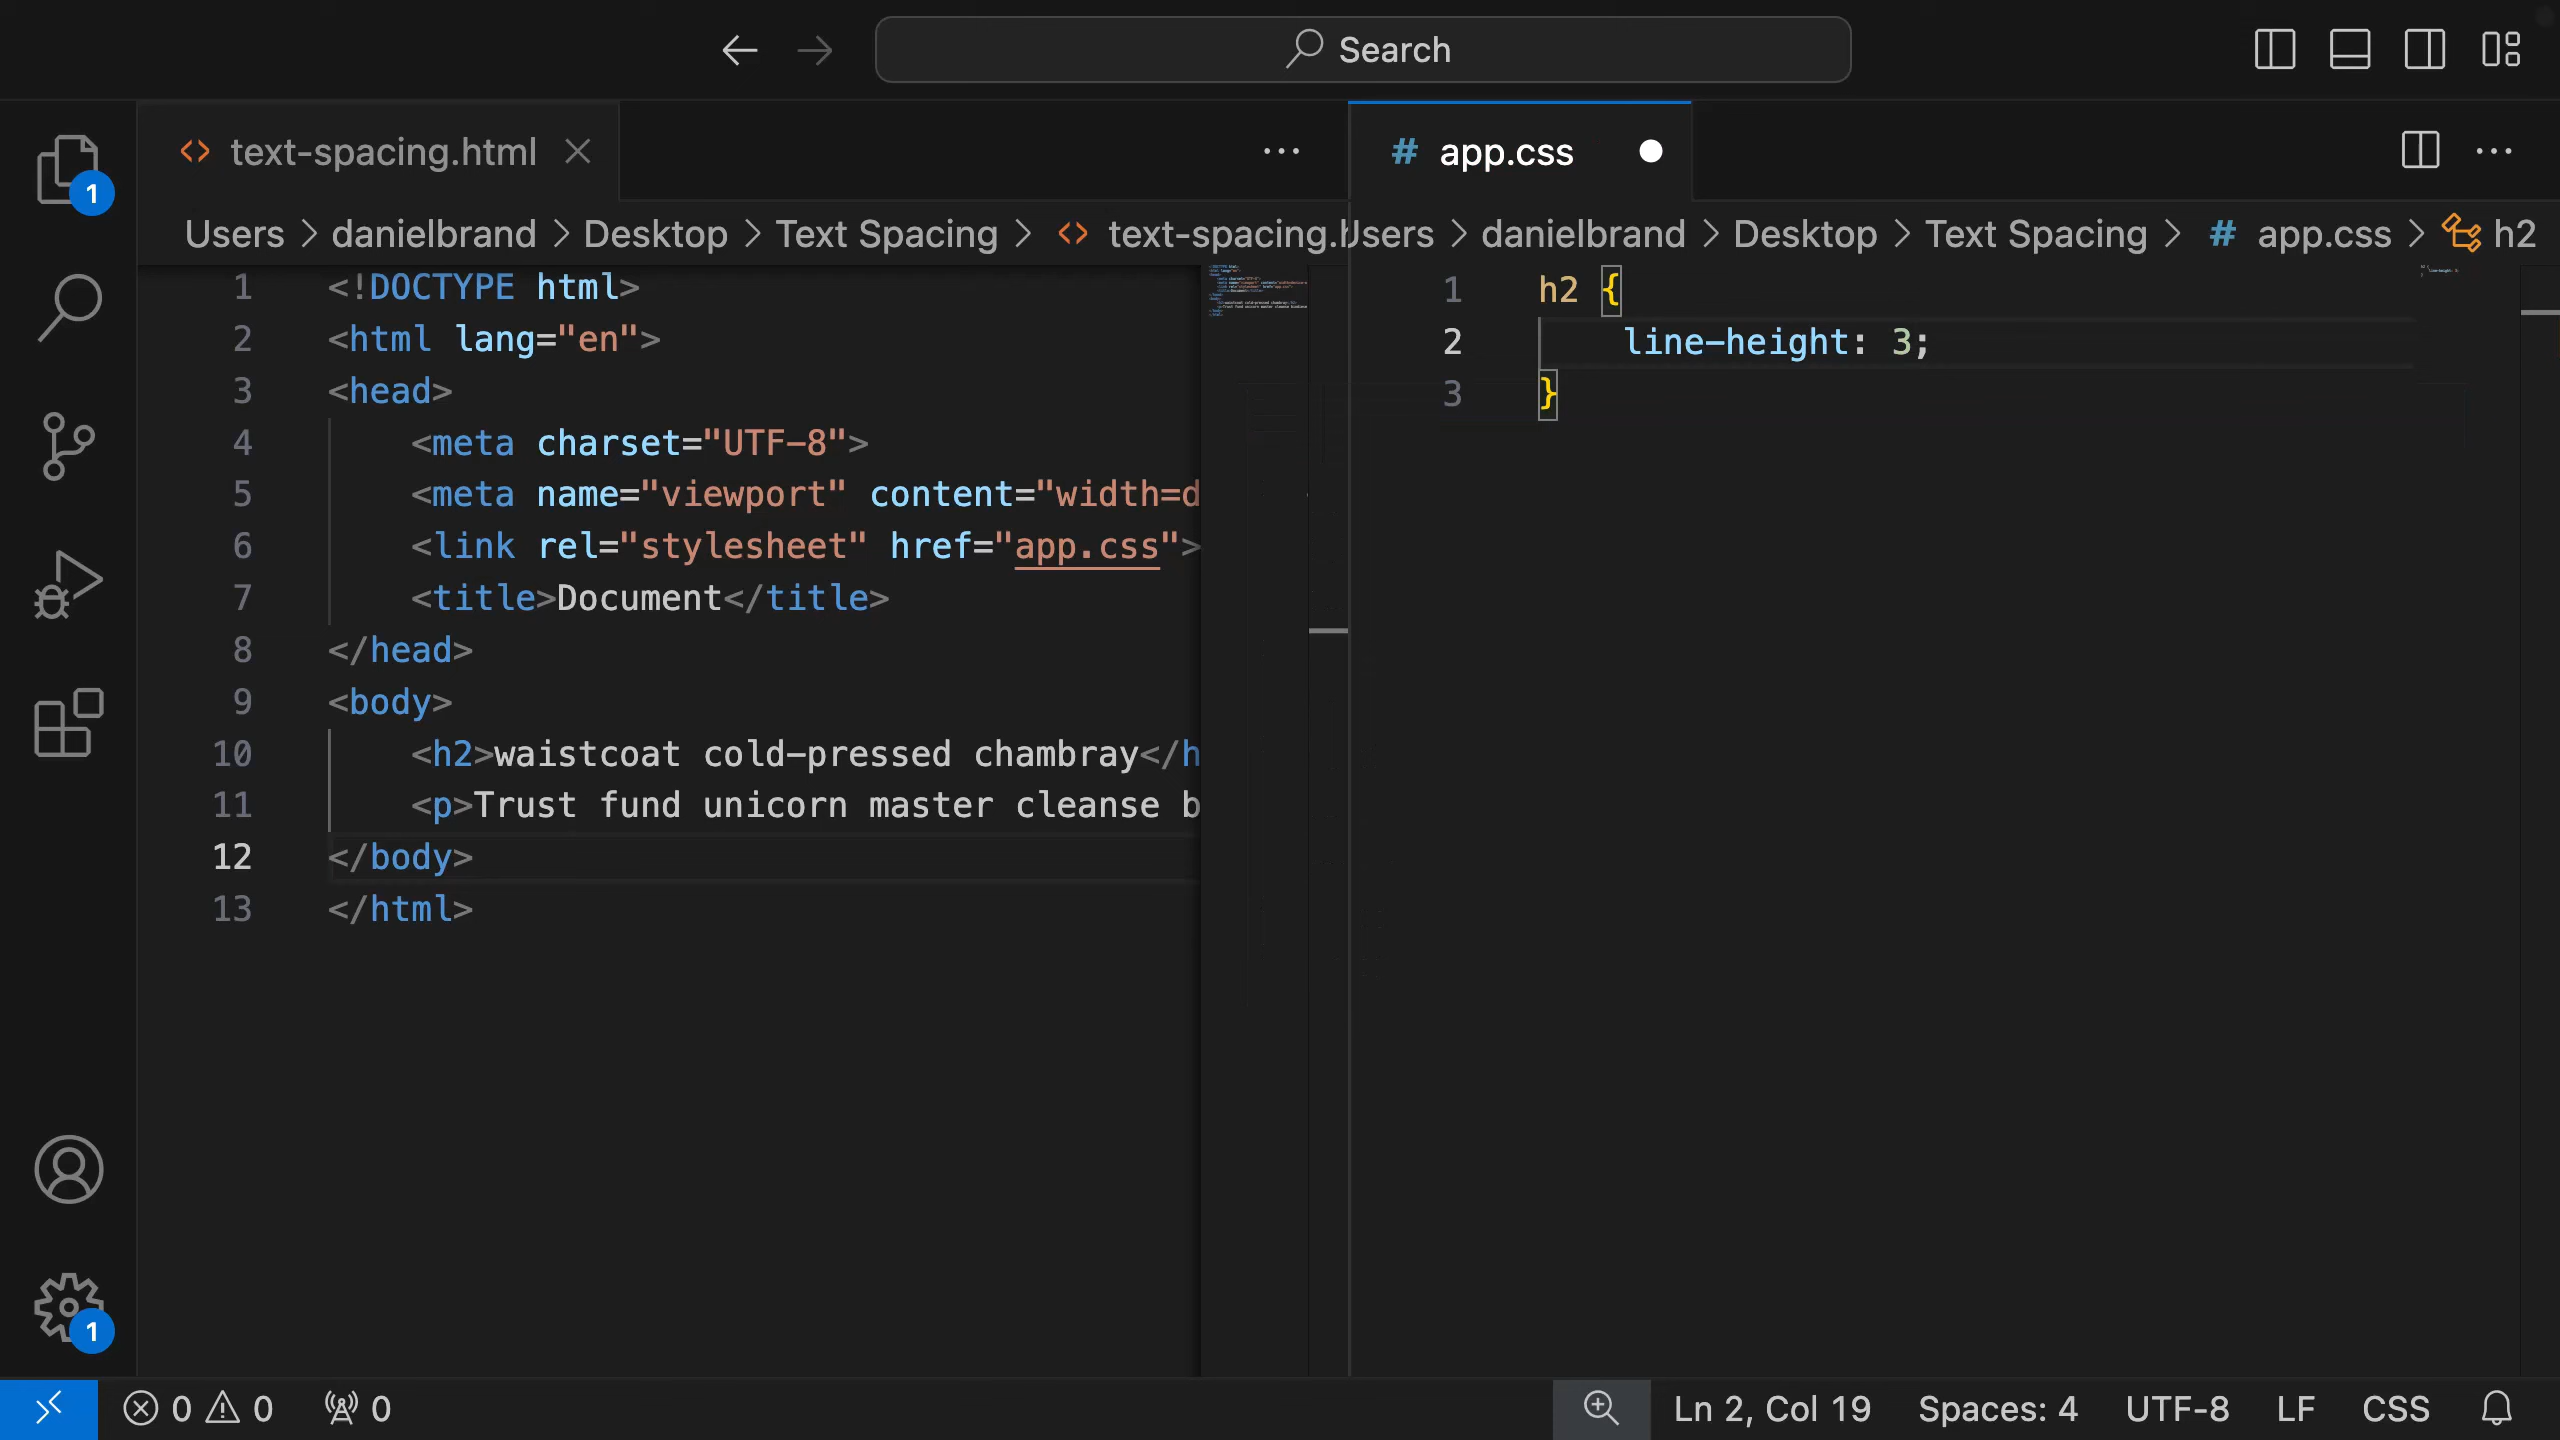 Search
text-spacing.html
app.css
1
Users > danielbrand > Desktop > Text Spacing > text-spacing.
Users > danielbrand > Desktop > Text Spacing > app.css > h2
1 <!DOCTYPE html>
2 <html lang="en">
3 <head>
4 <meta charset="UTF-8">
5 <meta name="viewport" content="width=d
6 <link rel="stylesheet" href="app.css">
7 <title>Document</title>
8 </head>
9 <body>
10 <h2>waistcoat cold-pressed chambray</h
11 <p>Trust fund unicorn master cleanse b
12 </body>
13 </html>
1 h2 {
2 line-height: 3;
3 }
1
0 0 0
Ln 2, Col 19 Spaces: 4 UTF-8 LF CSS